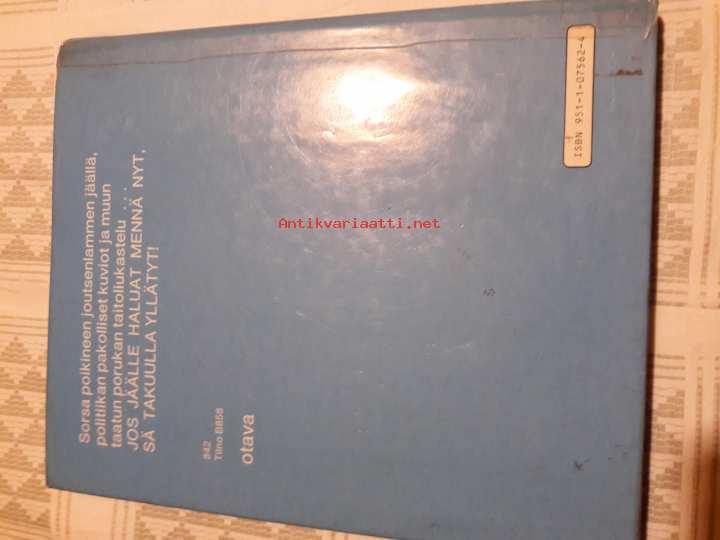 Sorsa poikineen joutsenlammen jäällä,
politiikan pakolliset kuviot ja muun
taatun porukan taitoliukastelu . . .
JOS JÄÄLLE HALUAT MENNÄ NYT,
SÄ TAKUULLA YLLÄTYT!
842
Tilno 8858
otava
ISBN 951-1-07562-4
Antikvariaatti.net